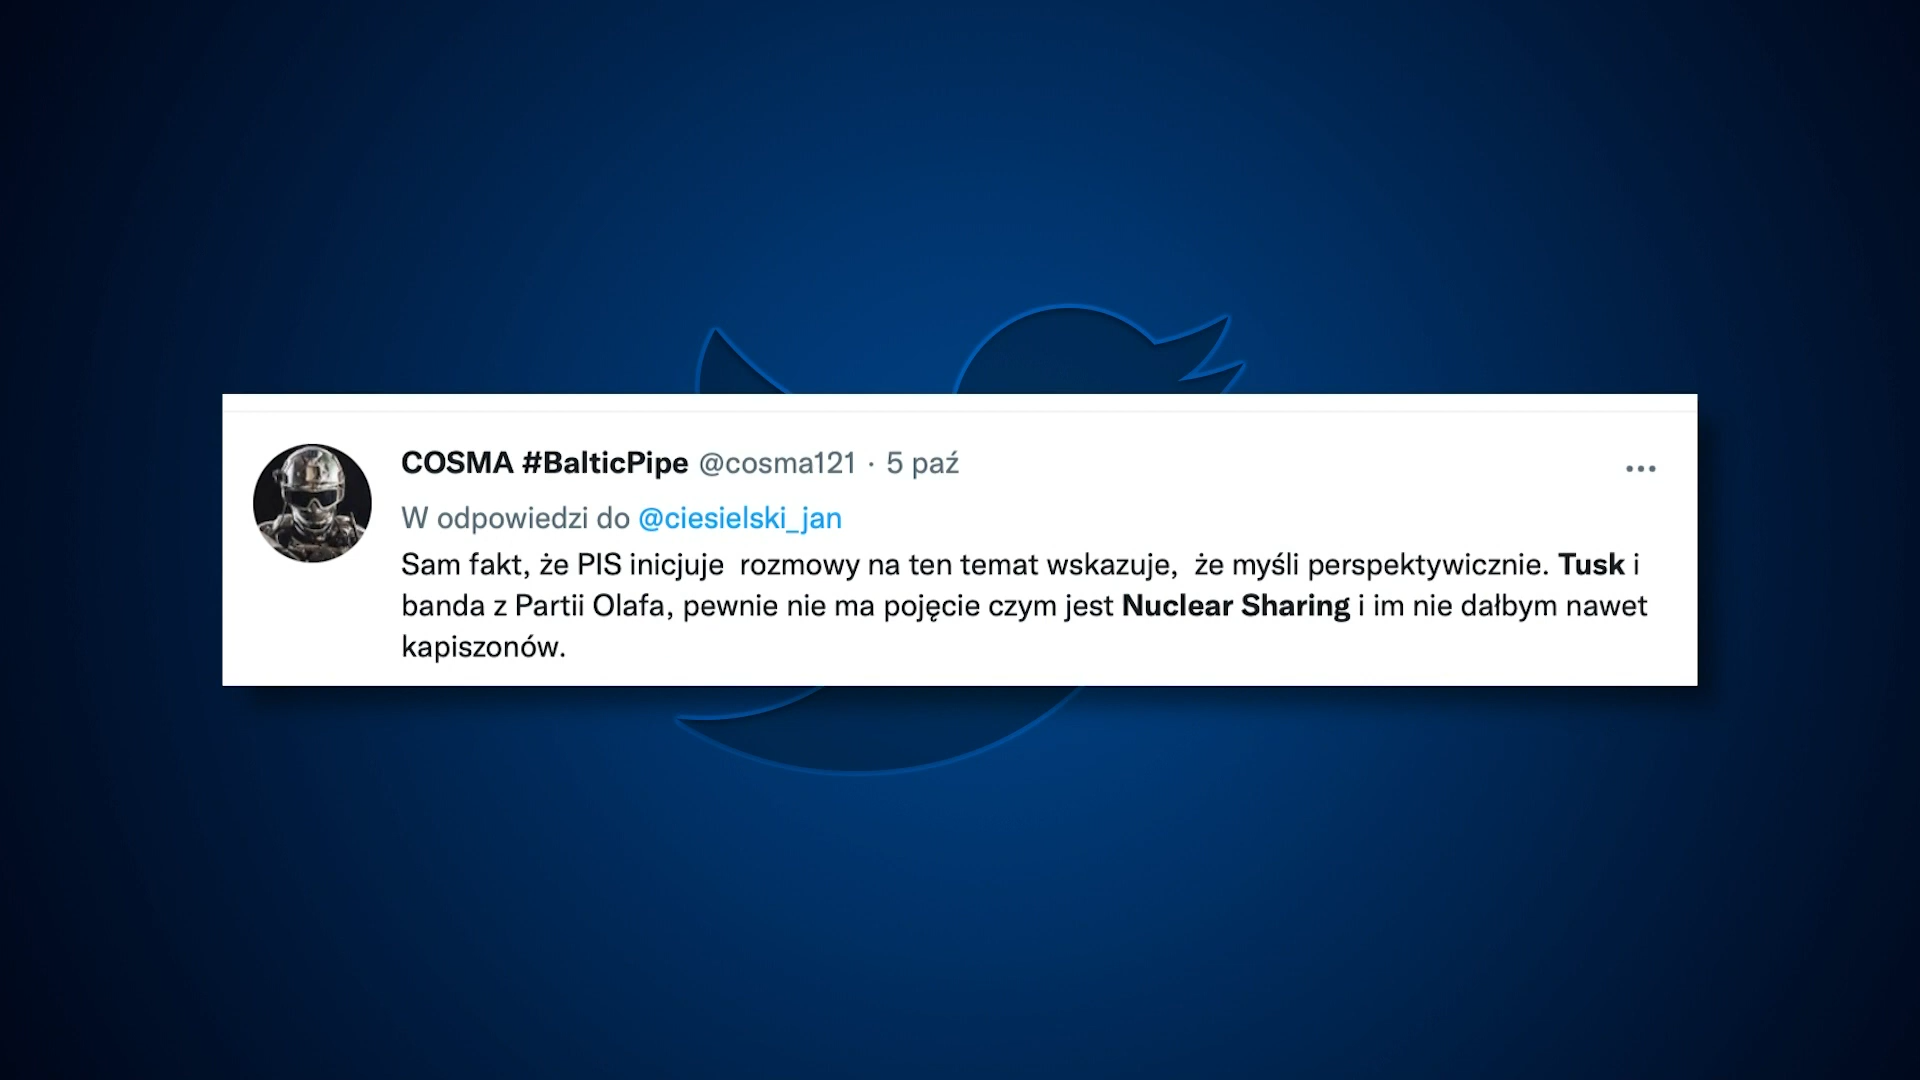 COSMA #BalticPipe @cosma121 · 5 paź
W odpowiedzi do @ciesielski_jan
Sam fakt, że PIS inicjuje  rozmowy na ten temat wskazuje,  że myśli perspektywicznie. Tusk i
banda z Partii Olafa, pewnie nie ma pojęcie czym jest Nuclear Sharing i im nie dałbym nawet
kapiszonów.